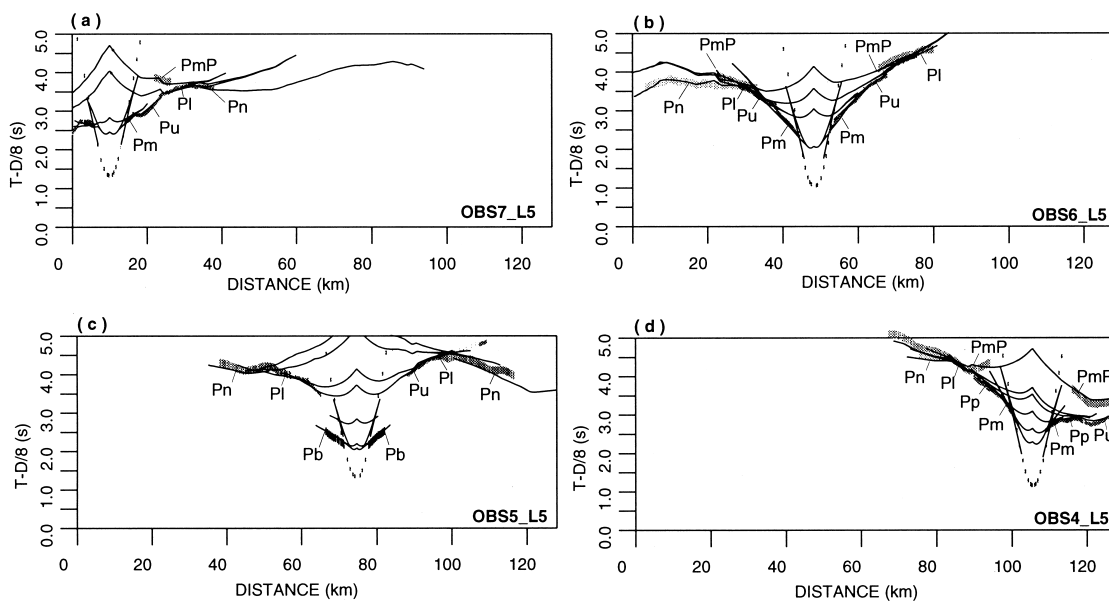 ( a )
5.0
4.0
3.0
2.0
1.0
0.0
T-D/8 (s)
PmP
Pl
Pn
Pu
Pm
OBS7_L5
0 20 40 60 80 100 120
DISTANCE (km)
( b )
5.0
4.0
3.0
2.0
1.0
0.0
T-D/8 (s)
PmP
PmP
Pl
Pn
Pl
Pu
Pu
Pm
Pm
OBS6_L5
0 20 40 60 80 100 120
DISTANCE (km)
( c )
5.0
4.0
3.0
2.0
1.0
0.0
T-D/8 (s)
Pn
Pl
Pu
Pl
Pn
Pb
Pb
OBS5_L5
0 20 40 60 80 100 120
DISTANCE (km)
( d )
5.0
4.0
3.0
2.0
1.0
0.0
T-D/8 (s)
PmP
Pn
Pl
PmP
Pp
Pm
Pm
Pp
Pu
OBS4_L5
0 20 40 60 80 100 120
DISTANCE (km)